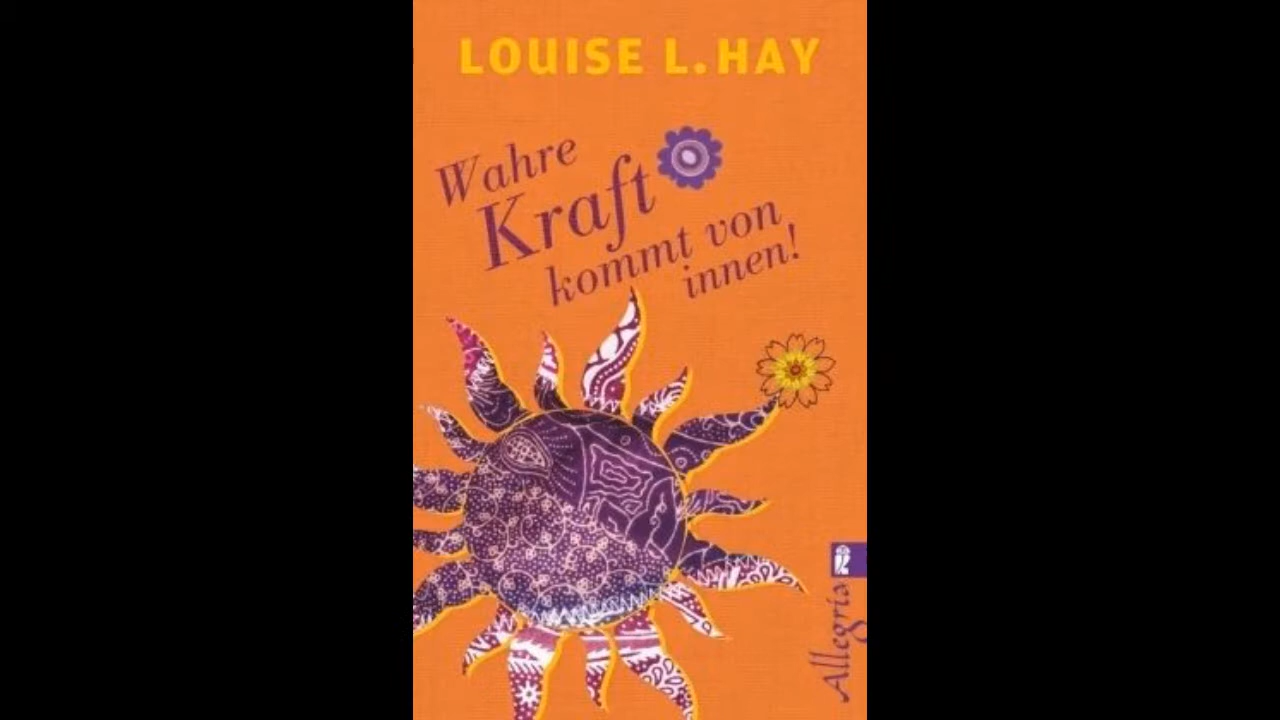 LOUISE L. HAY
Wahre
Kraft
kommt von
innen!
Allegria